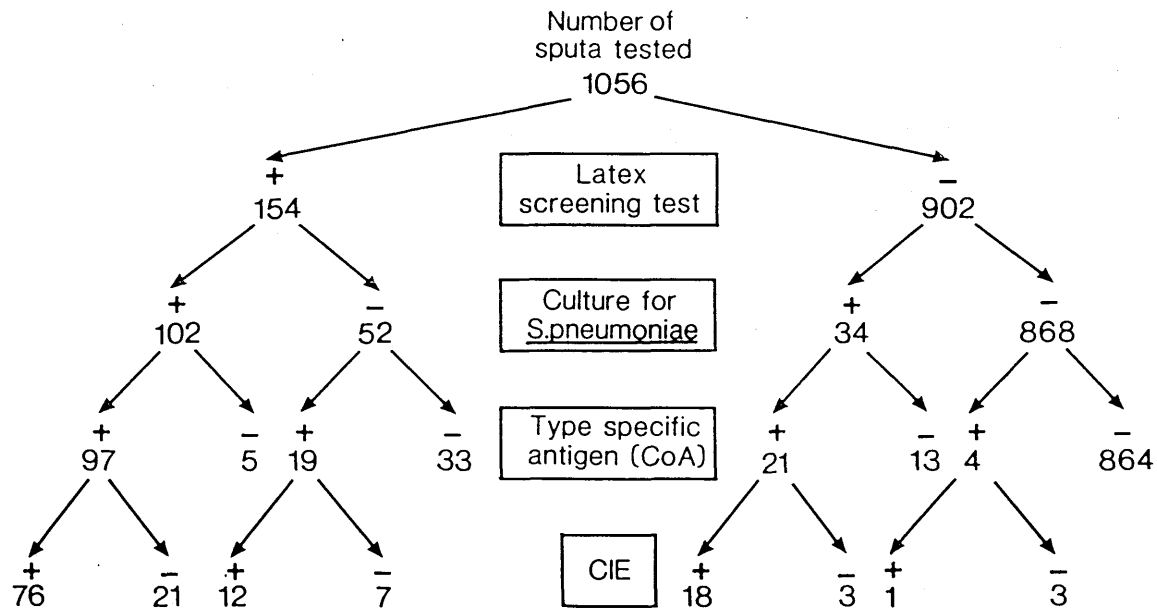 Number of
sputa tested
1056
+ −
Latex
screening test
154 902
+ − + −
Culture for
S.pneumoniae
102 52 34 868
+ − + − + − + −
Type specific
antigen (CoA)
97 5 19 33 21 13 4 864
CIE
+ − + − + − + −
76 21 12 7 18 3 1 3